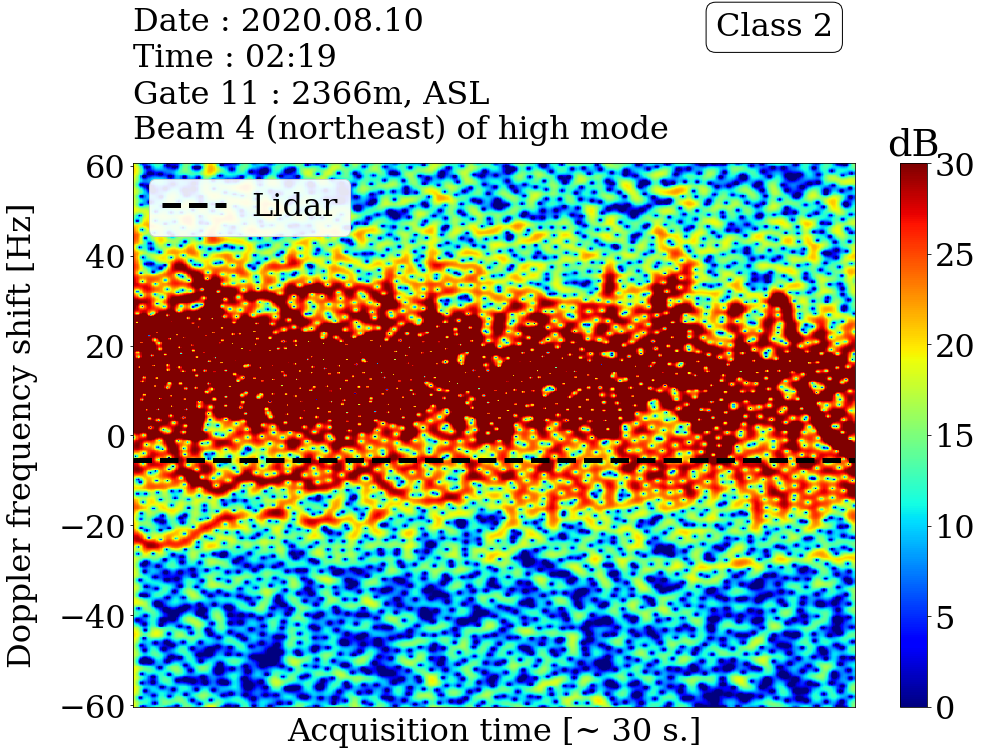 Date : 2020.08.10
Time : 02:19
Gate 11 : 2366m, ASL
Beam 4 (northeast) of high mode
Class 2
dB
Lidar
Doppler frequency shift [Hz]
60
40
20
0
−20
−40
−60
30
25
20
15
10
5
0
Acquisition time [~ 30 s.]